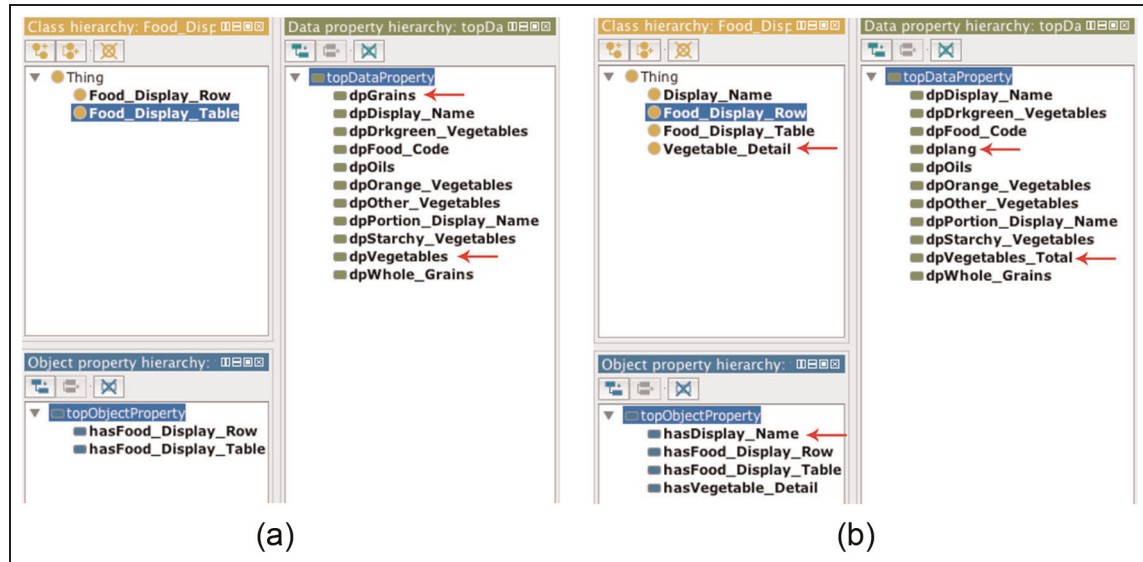 Class hierarchy: Food_Disp
Thing
Food_Display_Row
Food_Display_Table
Object property hierarchy:
topObjectProperty
hasFood_Display_Row
hasFood_Display_Table
Data property hierarchy: topDa
topDataProperty
dpGrains
dpDisplay_Name
dpDrkgreen_Vegetables
dpFood_Code
dpOils
dpOrange_Vegetables
dpOther_Vegetables
dpPortion_Display_Name
dpStarchy_Vegetables
dpVegetables
dpWhole_Grains
(a)
Class hierarchy: Food_Disp
Thing
Display_Name
Food_Display_Row
Food_Display_Table
Vegetable_Detail
Object property hierarchy:
topObjectProperty
hasDisplay_Name
hasFood_Display_Row
hasFood_Display_Table
hasVegetable_Detail
Data property hierarchy: topDa
topDataProperty
dpDisplay_Name
dpDrkgreen_Vegetables
dpFood_Code
dplang
dpOils
dpOrange_Vegetables
dpOther_Vegetables
dpPortion_Display_Name
dpStarchy_Vegetables
dpVegetables_Total
dpWhole_Grains
(b)